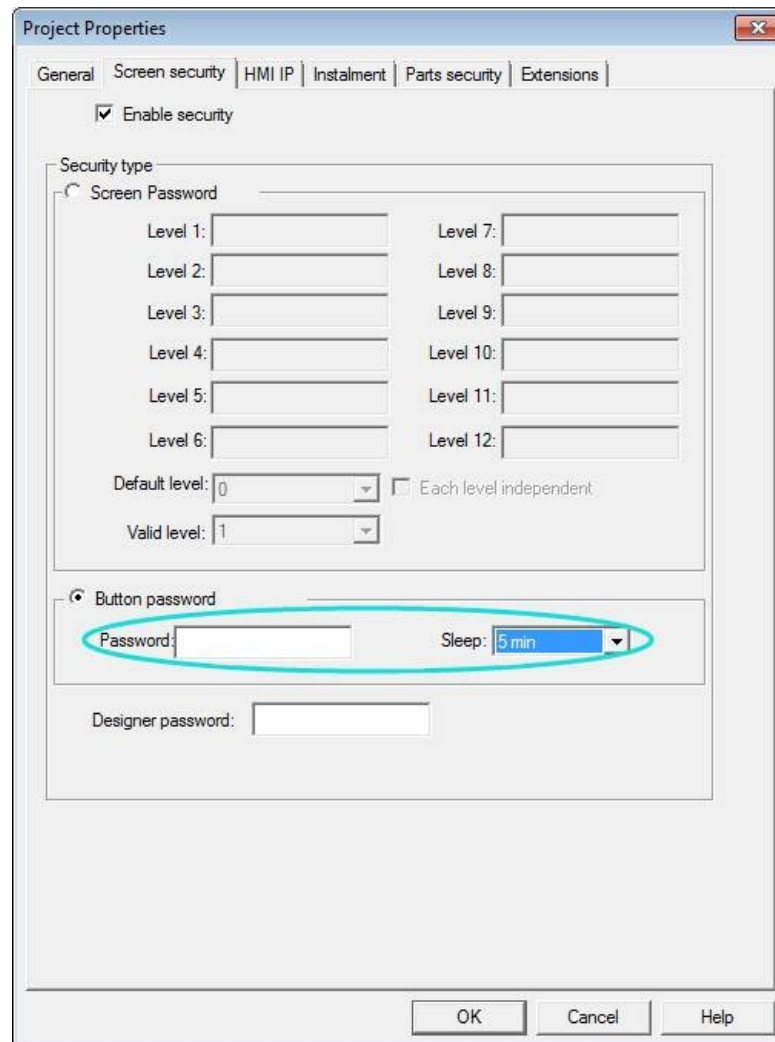 Project Properties
General Screen security HMI IP Instalment Parts security Extensions
Enable security
Security type
Screen Password
Level 1: Level 7:
Level 2: Level 8:
Level 3: Level 9:
Level 4: Level 10:
Level 5: Level 11:
Level 6: Level 12:
Default level: 0 Each level independent
Valid level: 1
Button password
Password: Sleep: 5 min
Designer password:
OK Cancel Help